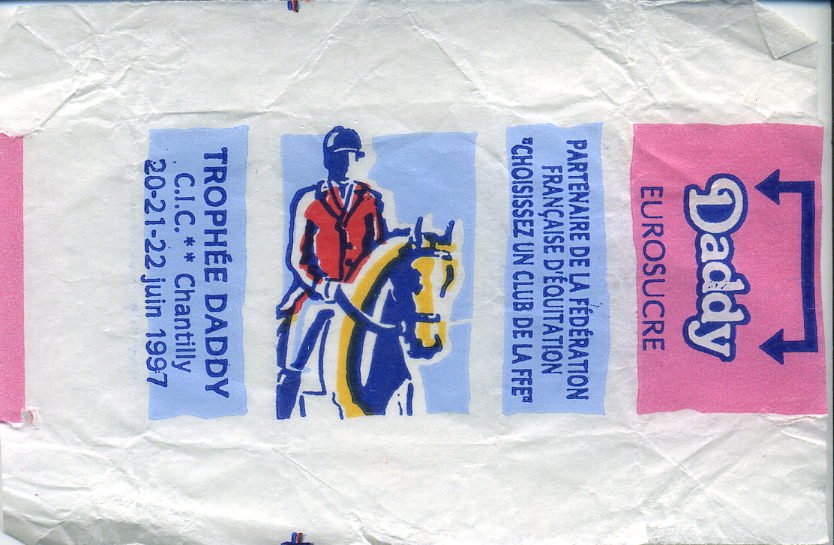 TROPHÉE DADDY
C.I.C. ** Chantilly
20-21-22 juin 1997
PARTENAIRE DE LA FÉDÉRATION
FRANÇAISE D'ÉQUITATION
"CHOISISSEZ UN CLUB DE LA FFE"
Daddy
EUROSUCRE